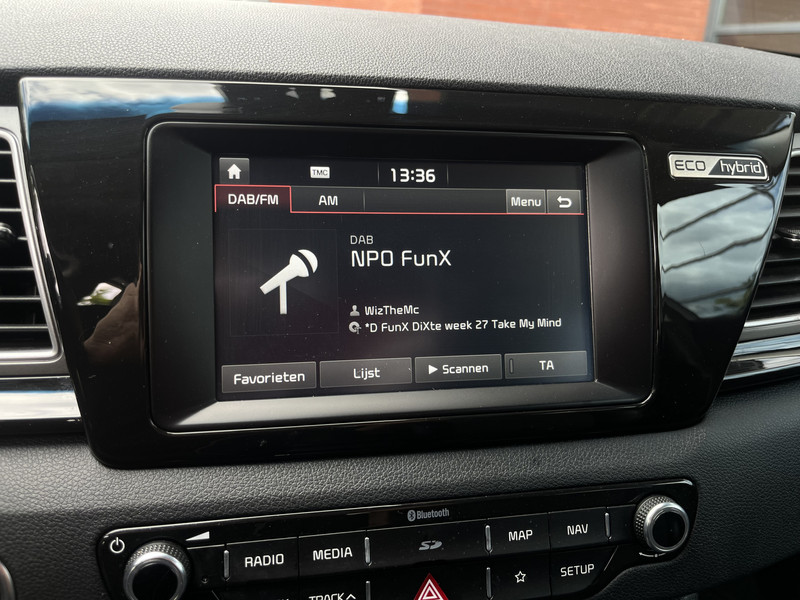 TMC 13:36
ECO hybrid
DAB/FM AM Menu
DAB
NPO FunX
WizTheMc
*D FunX DiXte week 27 Take My Mind
Favorieten Lijst Scannen TA
Bluetooth
RADIO MEDIA SD MAP NAV
TRACK SETUP